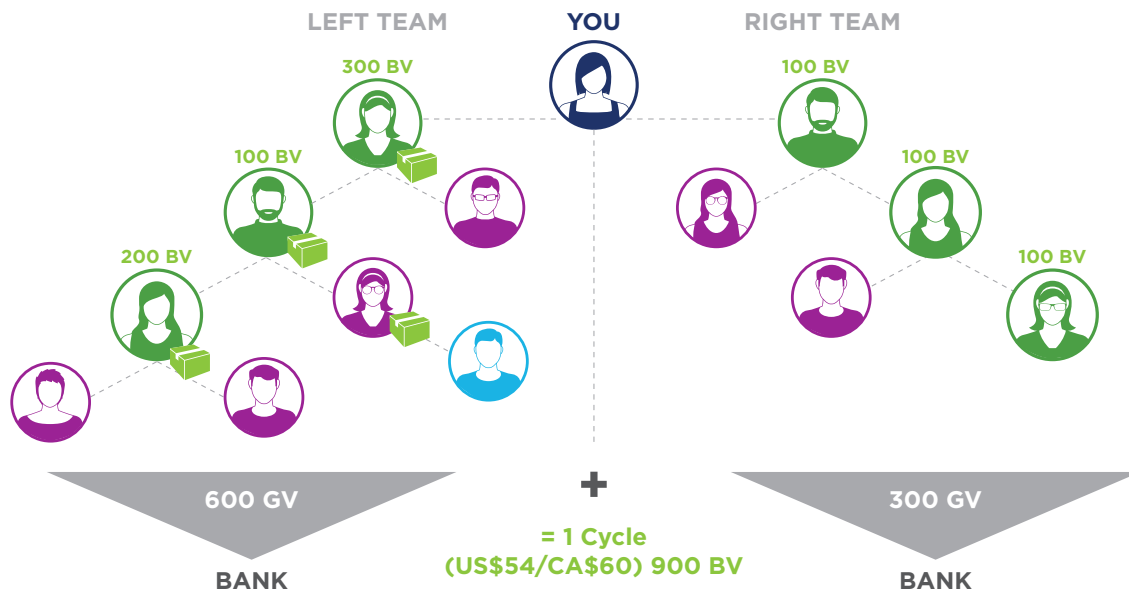 LEFT TEAM
YOU
RIGHT TEAM
300 BV
100 BV
100 BV
100 BV
200 BV
100 BV
600 GV
+
300 GV
= 1 Cycle
(US$54/CA$60) 900 BV
BANK
BANK